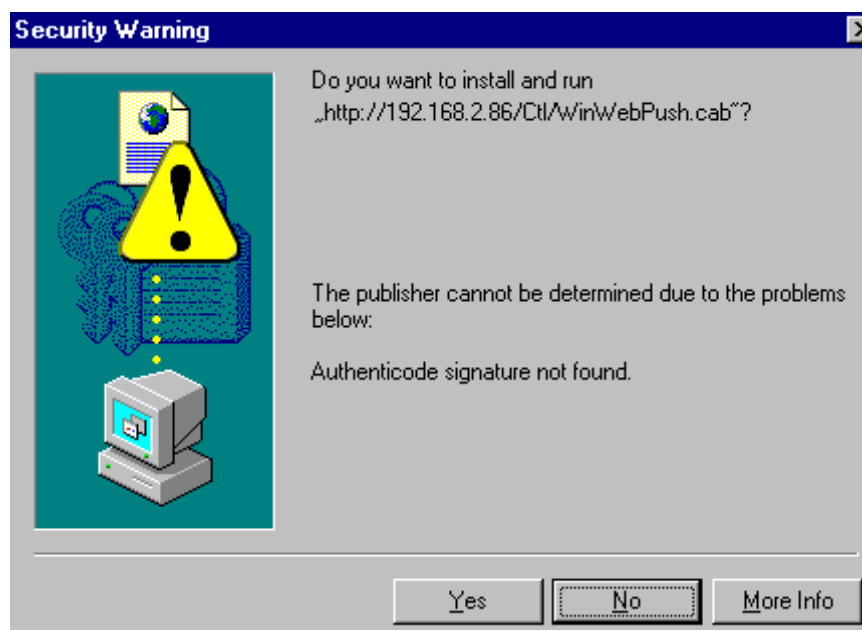 Security Warning
Do you want to install and run
„http://192.168.2.86/Ctl/WinWebPush.cab˝?
The publisher cannot be determined due to the problems
below:
Authenticode signature not found.
Yes
No
More Info